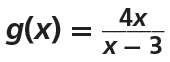 g(x) = 4x / (x − 3)